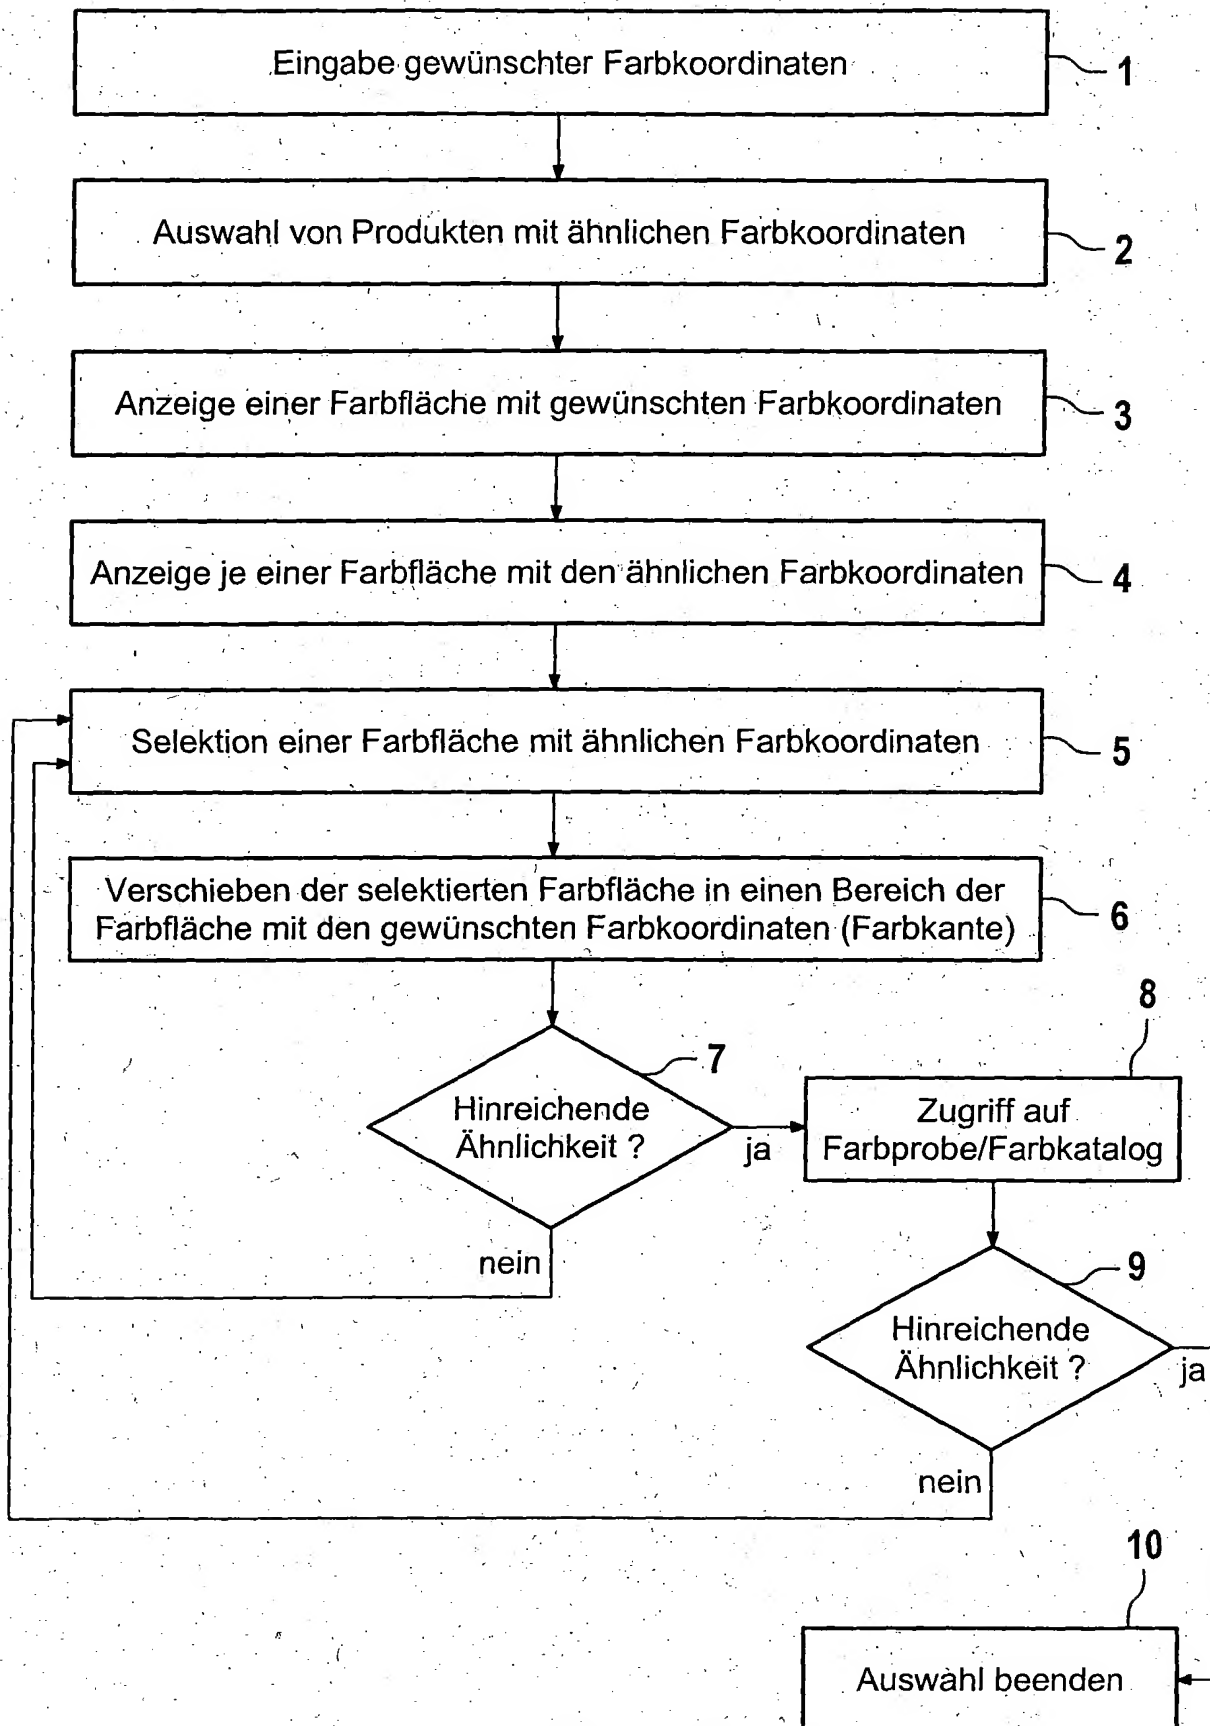 Eingabe gewünschter Farbkoordinaten
1
Auswahl von Produkten mit ähnlichen Farbkoordinaten
2
Anzeige einer Farbfläche mit gewünschten Farbkoordinaten
3
Anzeige je einer Farbfläche mit den ähnlichen Farbkoordinaten
4
Selektion einer Farbfläche mit ähnlichen Farbkoordinaten
5
Verschieben der selektierten Farbfläche in einen Bereich der
Farbfläche mit den gewünschten Farbkoordinaten (Farbkante)
6
7
Hinreichende
Ähnlichkeit ?
ja
nein
8
Zugriff auf
Farbprobe/Farbkatalog
9
Hinreichende
Ähnlichkeit ?
ja
nein
10
Auswahl beenden